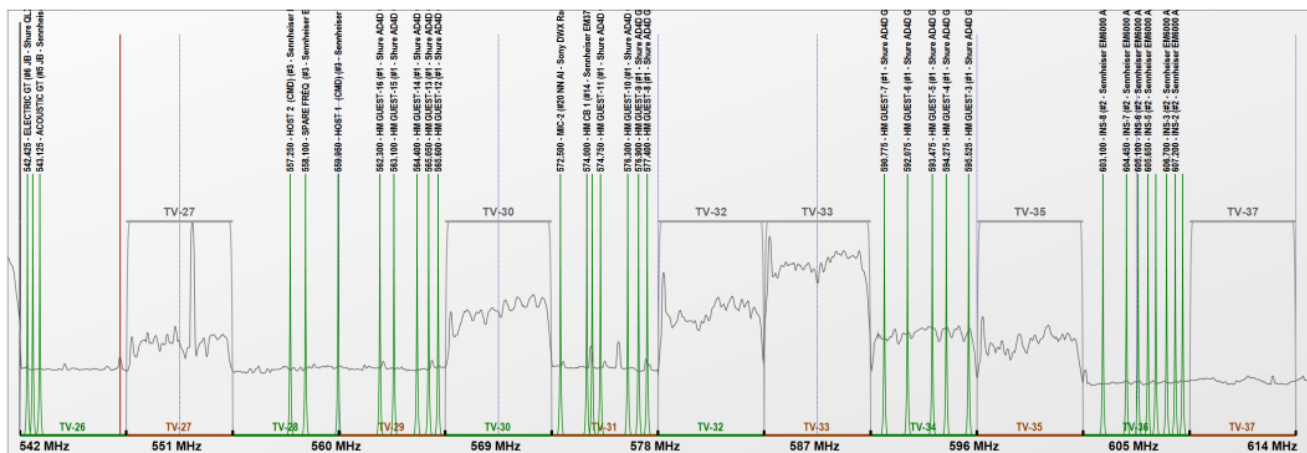 542.425 - ELECTRIC GT (#6 JB - Shure QLX
543.125 - ACOUSTIC GT (#5 JB - Sennheis
557.250 - HOST 2 (CMD) (#3 - Sennheiser
558.100 - SPARE FREQ (#3 - Sennheiser E
559.950 - HOST 1 (CMD) (#3 - Sennheiser
562.300 - HM GUEST-16 (#1 - Shure AD4D
563.100 - HM GUEST-15 (#1 - Shure AD4D
564.400 - HM GUEST-14 (#1 - Shure AD4D
565.050 - HM GUEST-13 (#1 - Shure AD4D
565.600 - HM GUEST-12 (#1 - Shure AD4D
572.500 - MIC-2 (#20 NN AI - Sony DWX Ra
574.000 - HM CB 1 (#14 - Sennheiser EM37
574.750 - HM GUEST-11 (#1 - Shure AD4D
576.300 - HM GUEST-10 (#1 - Shure AD4D
576.900 - HM GUEST-9 (#1 - Shure AD4D G
577.400 - HM GUEST-8 (#1 - Shure AD4D G
590.775 - HM GUEST-7 (#1 - Shure AD4D G
592.075 - HM GUEST-6 (#1 - Shure AD4D G
593.475 - HM GUEST-5 (#1 - Shure AD4D G
594.275 - HM GUEST-4 (#1 - Shure AD4D G
595.525 - HM GUEST-3 (#1 - Shure AD4D G
603.100 - INS-8 (#2 - Sennheiser EM6000 A
604.450 - INS-7 (#2 - Sennheiser EM6000 A
605.100 - INS-6 (#2 - Sennheiser EM6000 A
605.650 - INS-5 (#2 - Sennheiser EM6000 A
606.700 - INS-3 (#2 - Sennheiser EM6000 A
607.200 - INS-2 (#2 - Sennheiser EM6000 A
TV-27
TV-30
TV-32
TV-33
TV-35
TV-37
TV-26 TV-27 TV-28 TV-29 TV-30 TV-31 TV-32 TV-33 TV-34 TV-35 TV-36 TV-37
542 MHz 551 MHz 560 MHz 569 MHz 578 MHz 587 MHz 596 MHz 605 MHz 614 MHz